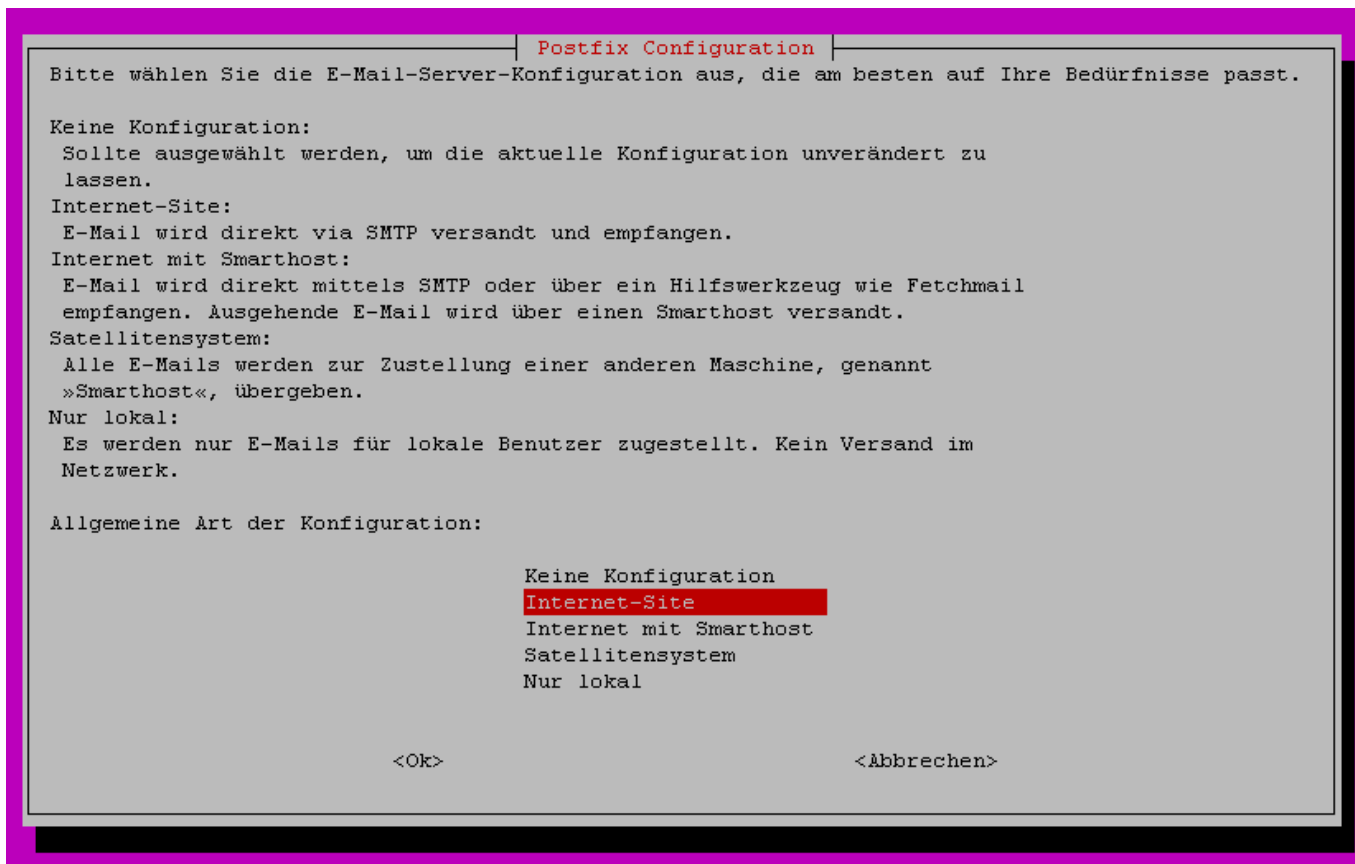 Postfix Configuration
Bitte wählen Sie die E-Mail-Server-Konfiguration aus, die am besten auf Ihre Bedürfnisse passt.
Keine Konfiguration:
Sollte ausgewählt werden, um die aktuelle Konfiguration unverändert zu
lassen.
Internet-Site:
E-Mail wird direkt via SMTP versandt und empfangen.
Internet mit Smarthost:
E-Mail wird direkt mittels SMTP oder über ein Hilfswerkzeug wie Fetchmail
empfangen. Ausgehende E-Mail wird über einen Smarthost versandt.
Satellitensystem:
Alle E-Mails werden zur Zustellung einer anderen Maschine, genannt
»Smarthost«, übergeben.
Nur lokal:
Es werden nur E-Mails für lokale Benutzer zugestellt. Kein Versand im
Netzwerk.
Allgemeine Art der Konfiguration:
Keine Konfiguration
Internet-Site
Internet mit Smarthost
Satellitensystem
Nur lokal
<Ok> <Abbrechen>